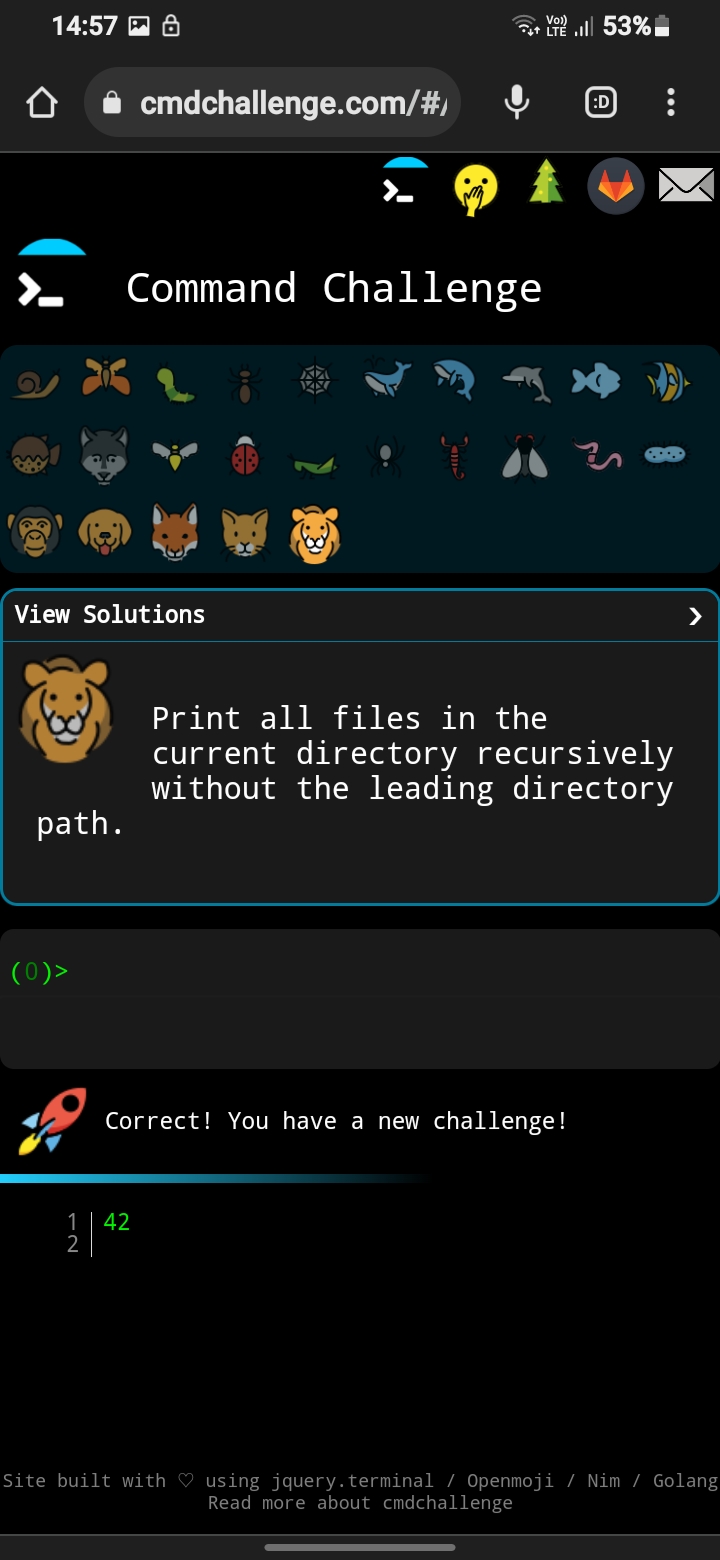 14:57 Vo)) LTE 53%
cmdchallenge.com/#/ :D
Command Challenge
View Solutions
Print all files in the
current directory recursively
without the leading directory
path.
(0)>
Correct! You have a new challenge!
1 42
2
Site built with ♡ using jquery.terminal / Openmoji / Nim / Golang
Read more about cmdchallenge